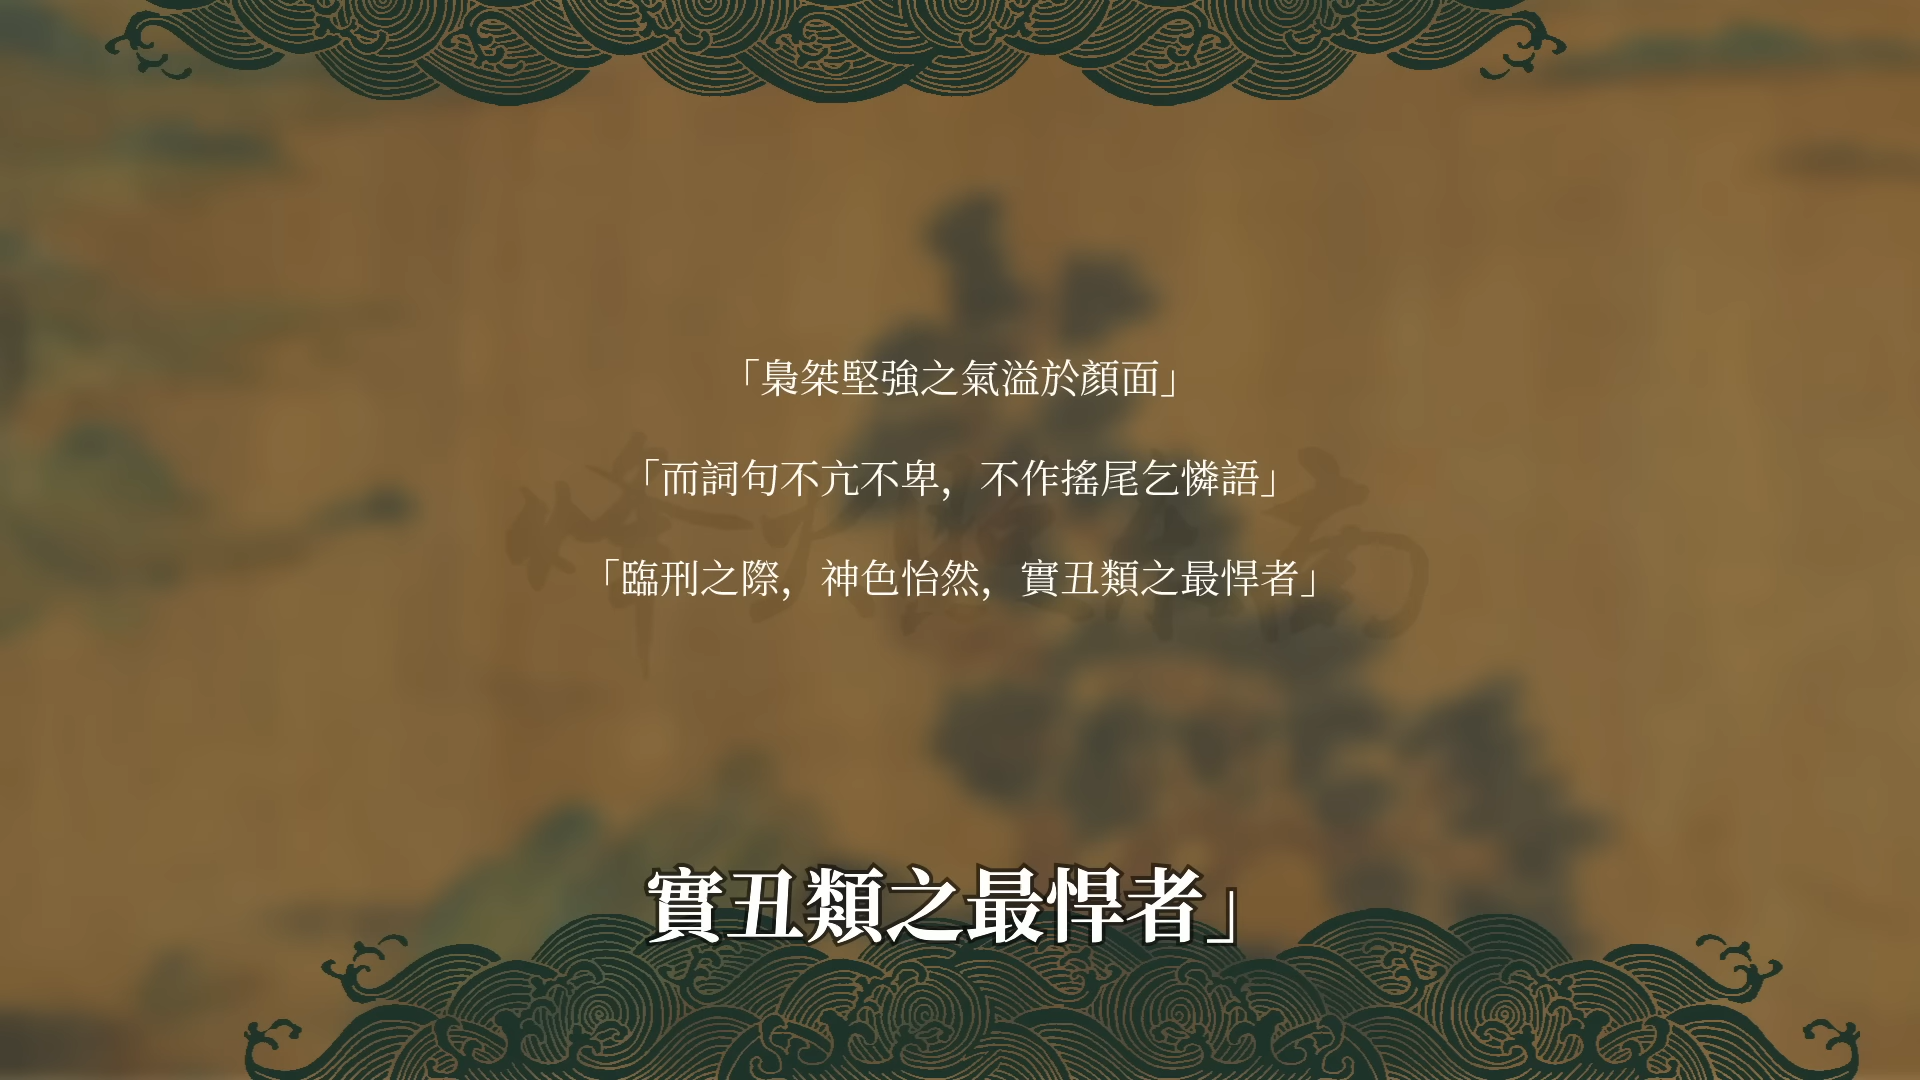 「梟桀堅強之氣溢於顏面」
「而詞句不亢不卑，不作搖尾乞憐語」
「臨刑之際，神色怡然，實丑類之最悍者」
實丑類之最悍者」